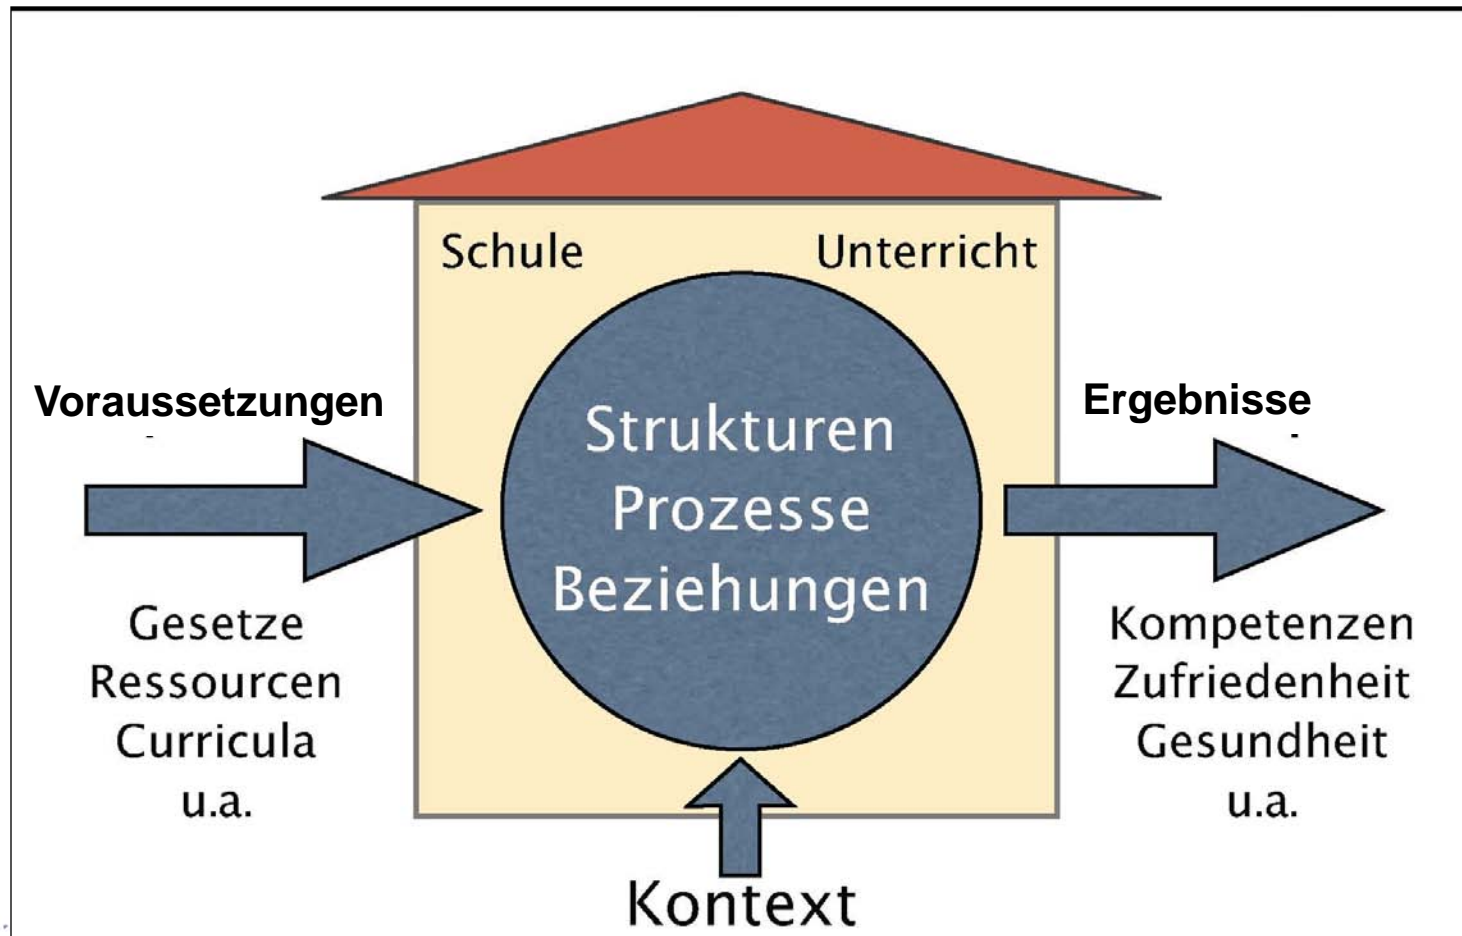 Schule
Unterricht
Voraussetzungen
Ergebnisse
Strukturen
Prozesse
Beziehungen
Gesetze
Ressourcen
Curricula
u.a.
Kompetenzen
Zufriedenheit
Gesundheit
u.a.
Kontext